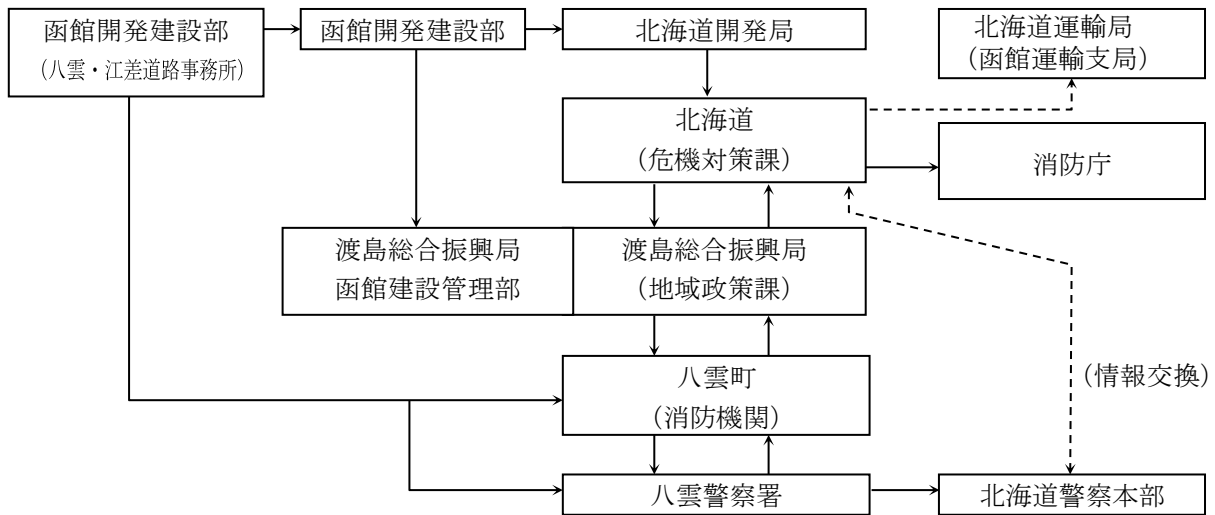 函館開発建設部
（八雲・江差道路事務所）
函館開発建設部
北海道開発局
北海道運輸局
（函館運輸支局）
北海道
（危機対策課）
消防庁
渡島総合振興局
函館建設管理部
渡島総合振興局
（地域政策課）
八雲町
（消防機関）
（情報交換）
八雲警察署
北海道警察本部